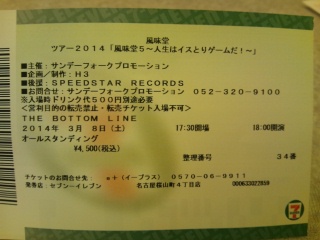 風味堂
ツアー2014「風味堂5～人生はイスとりゲームだ！～」
■主催：サンデーフォークプロモーション
■企画／制作：H3
■後援：SPEEDSTAR RECORDS
■お問合せ：サンデーフォークプロモーション 052-320-9100
※入場時ドリンク代500円別途必要
＜営利目的の転売禁止・転売チケット入場不可＞
THE BOTTOM LINE
2014年 3月 8日(土) 17:30開場 18:00開演
オールスタンディング
¥4,500(税込)
整理番号 34番
チケットのお問合せ先： e+（イープラス） 0570-06-9911
発券店：セブン－イレブン 名古屋桜山町4丁目店 000633027859
7